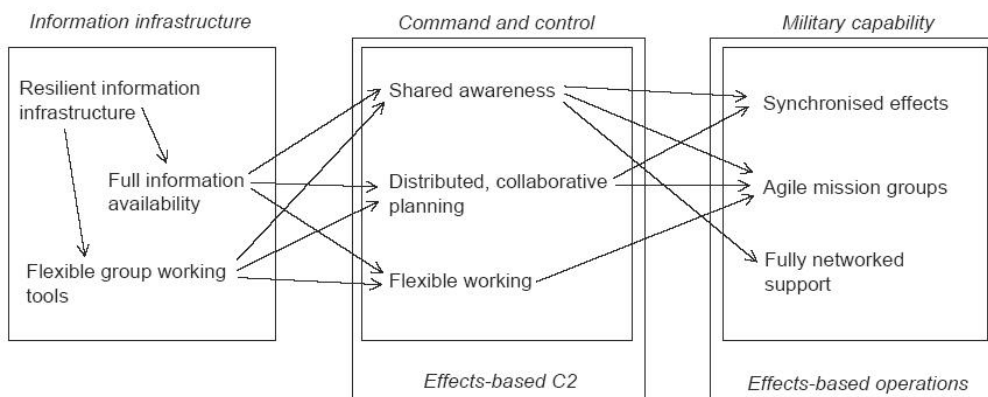 Information infrastructure
Resilient information
infrastructure
Full information
availability
Flexible group working
tools
Command and control
Shared awareness
Distributed, collaborative
planning
Flexible working
Effects-based C2
Military capability
Synchronised effects
Agile mission groups
Fully networked
support
Effects-based operations